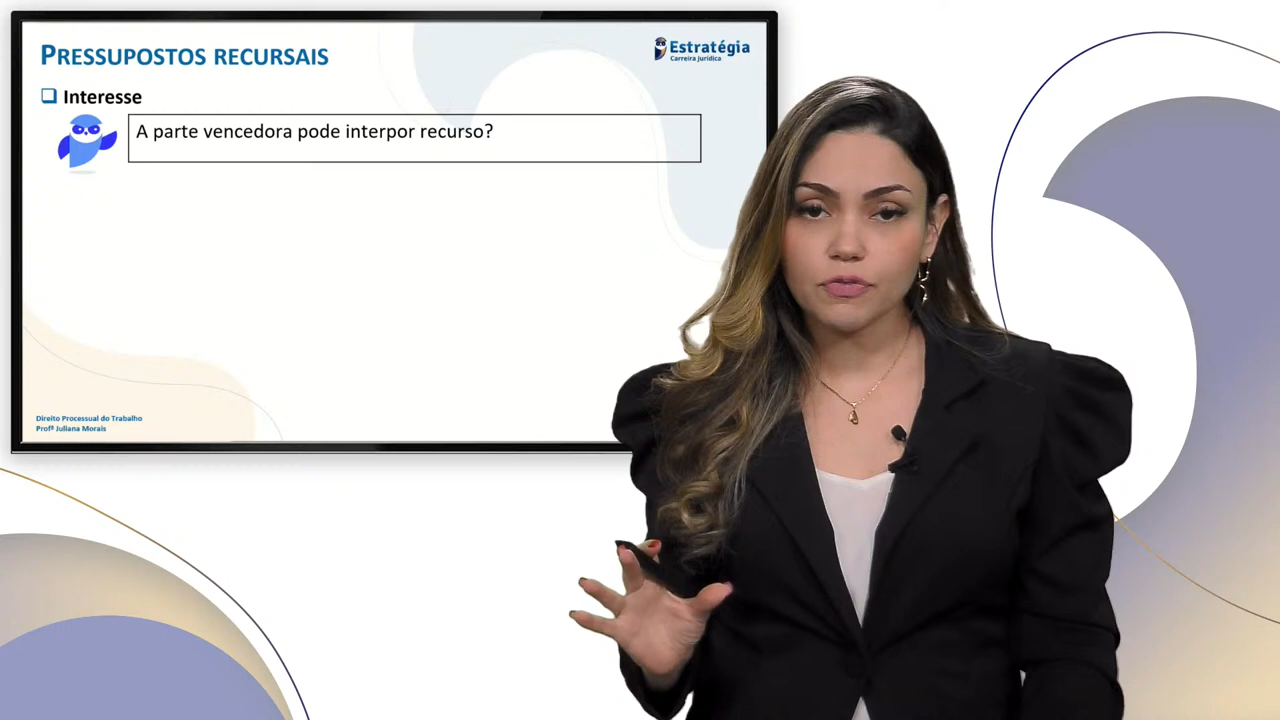 PRESSUPOSTOS RECURSAIS
Estratégia
Carreira Jurídica
Interesse
A parte vencedora pode interpor recurso?
Direito Processual do Trabalho
Profª Juliana Morais